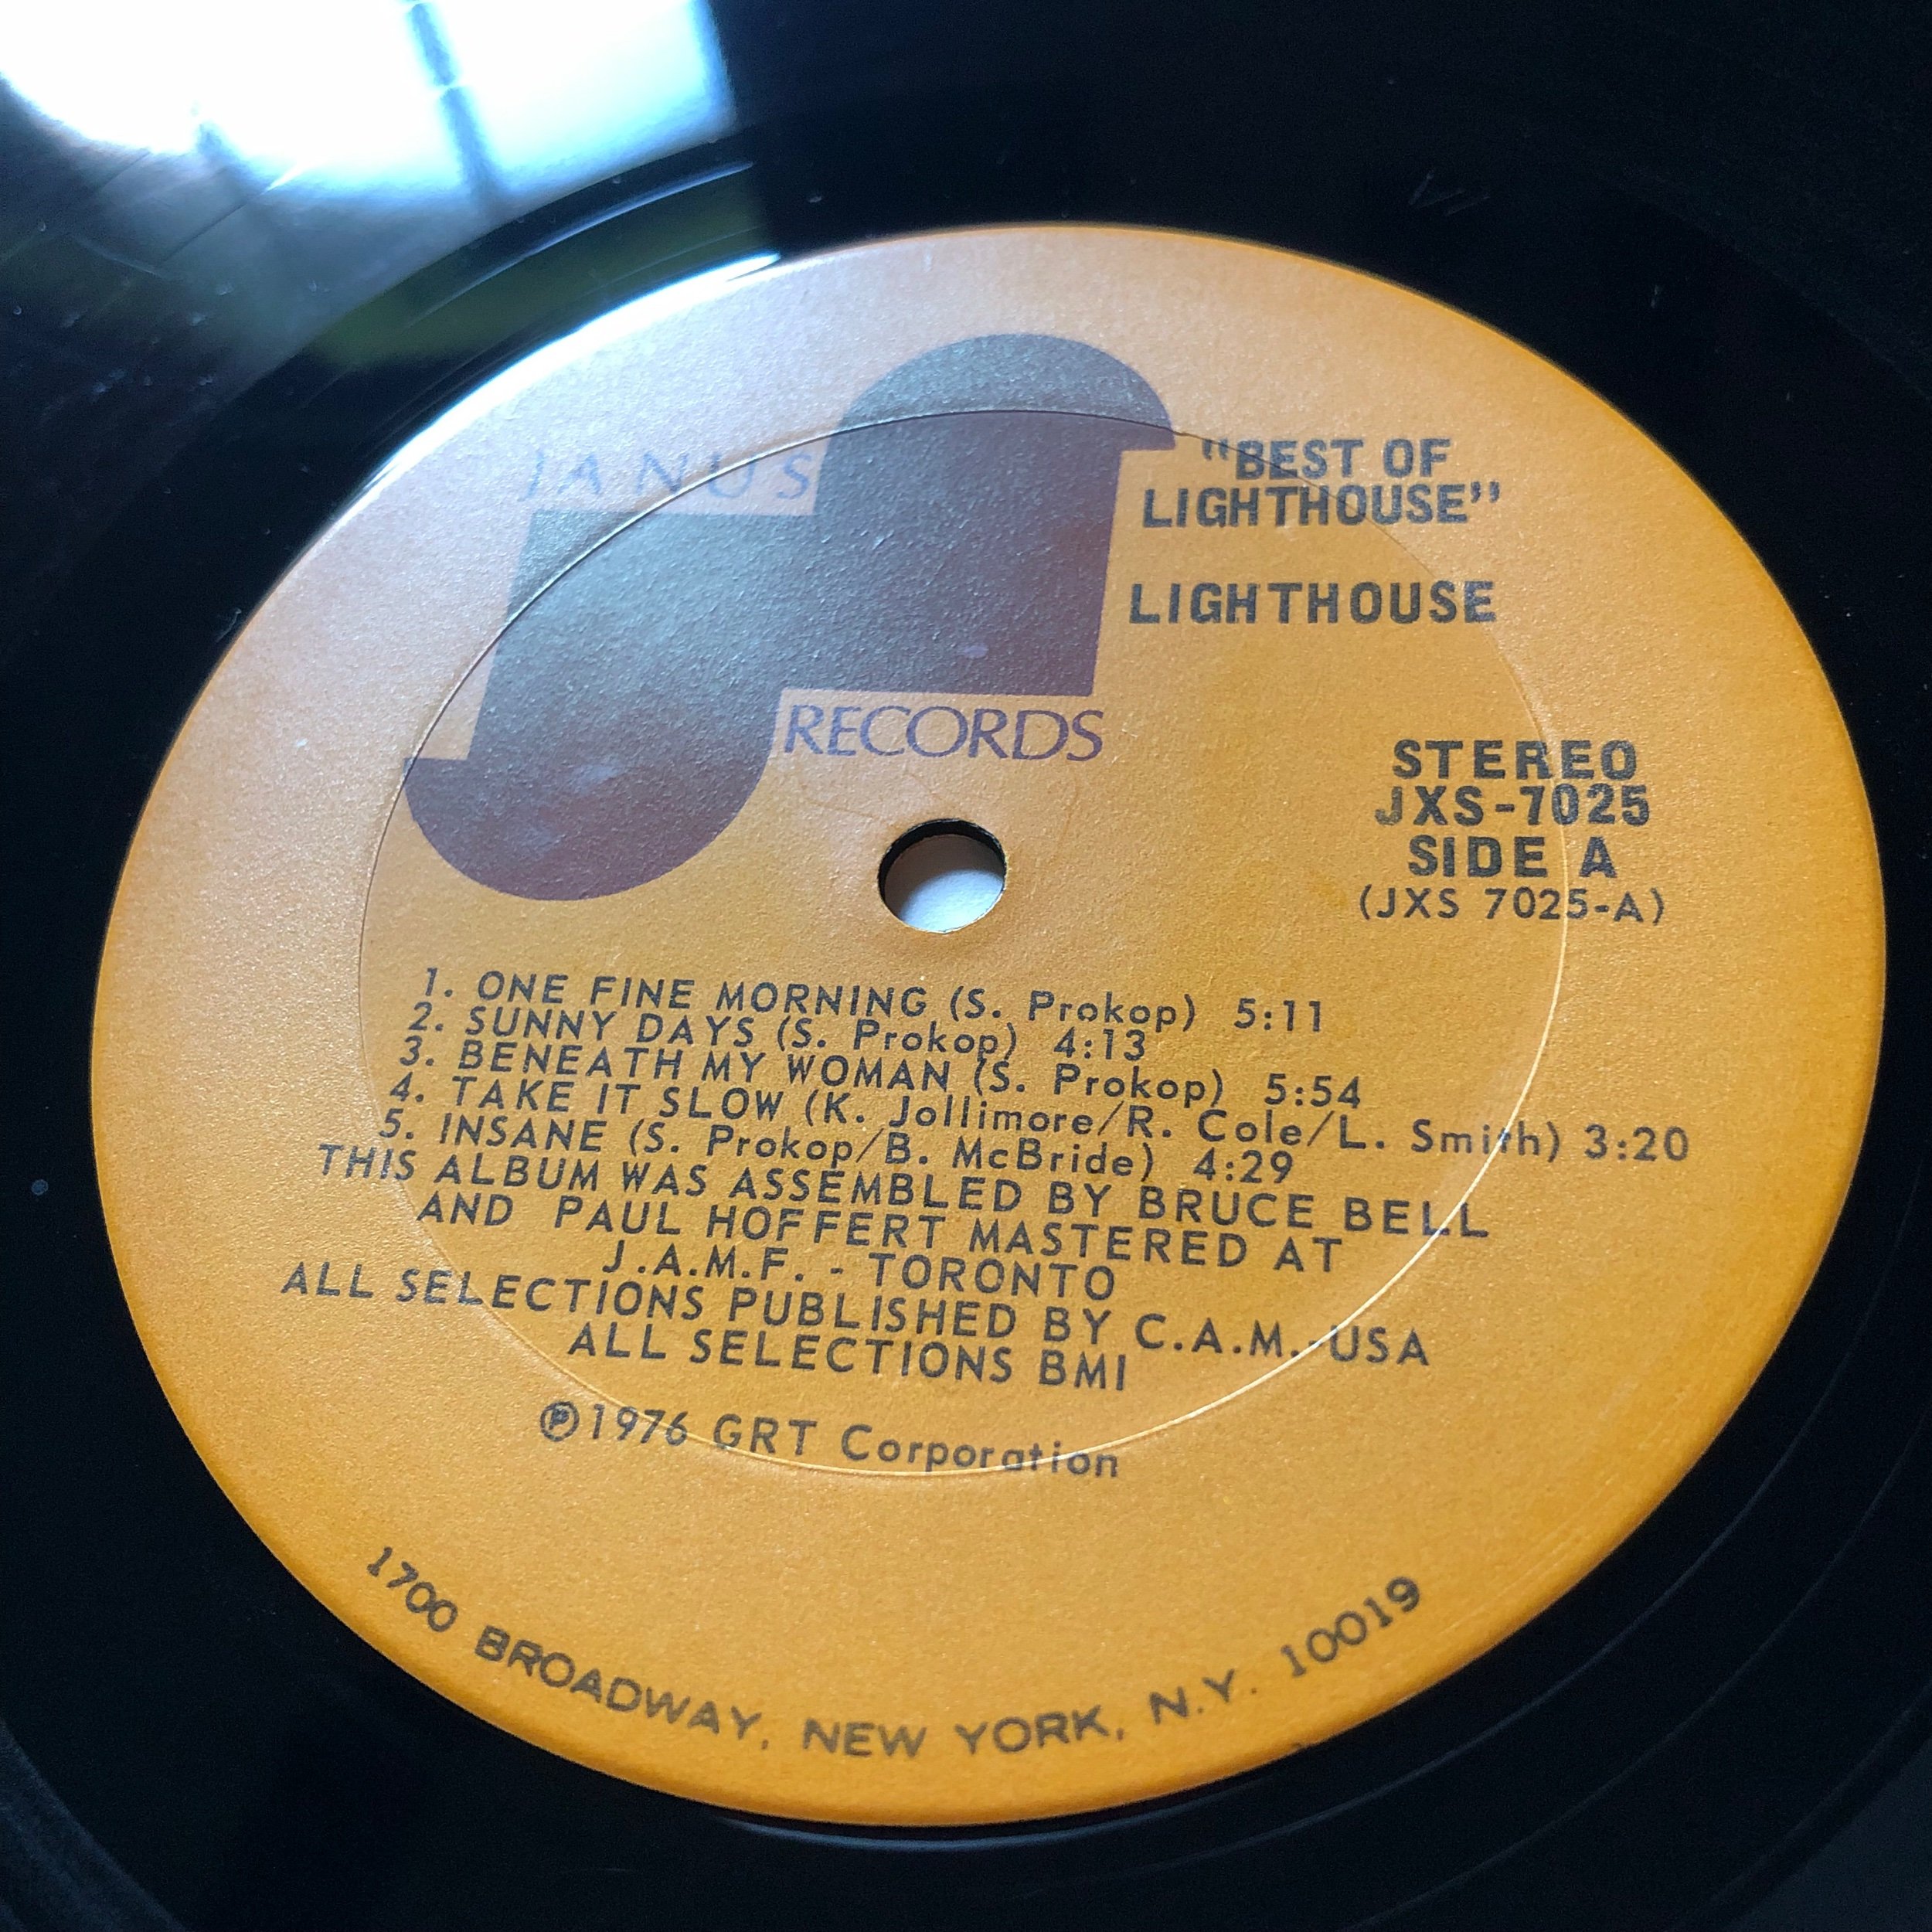 JANUS
RECORDS
"BEST OF
LIGHTHOUSE"
LIGHTHOUSE
STEREO
JXS-7025
SIDE A
(JXS 7025-A)
1. ONE FINE MORNING (S. Prokop) 5:11
2. SUNNY DAYS (S. Prokop) 4:13
3. BENEATH MY WOMAN (S. Prokop) 5:54
4. TAKE IT SLOW (K. Jollimore/R. Cole/L. Smith) 3:20
5. INSANE (S. Prokop/B. McBride) 4:29
THIS ALBUM WAS ASSEMBLED BY BRUCE BELL
AND PAUL HOFFERT MASTERED AT
J.A.M.F. - TORONTO
ALL SELECTIONS PUBLISHED BY C.A.M.-USA
ALL SELECTIONS BMI
℗1976 GRT Corporation
1700 BROADWAY, NEW YORK, N.Y. 10019